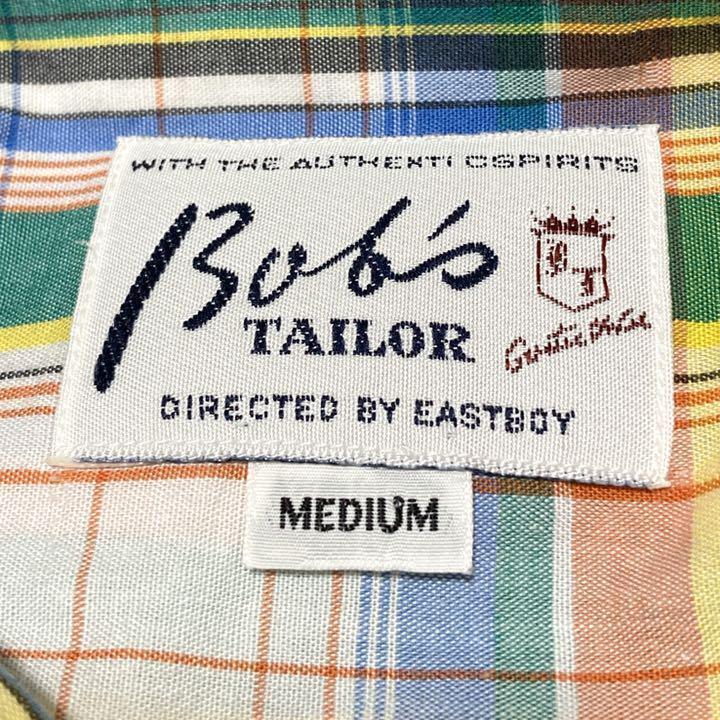 WITH THE AUTHENTI CSPIRITS
Bob's
TAILOR
DIRECTED BY EASTBOY
MEDIUM